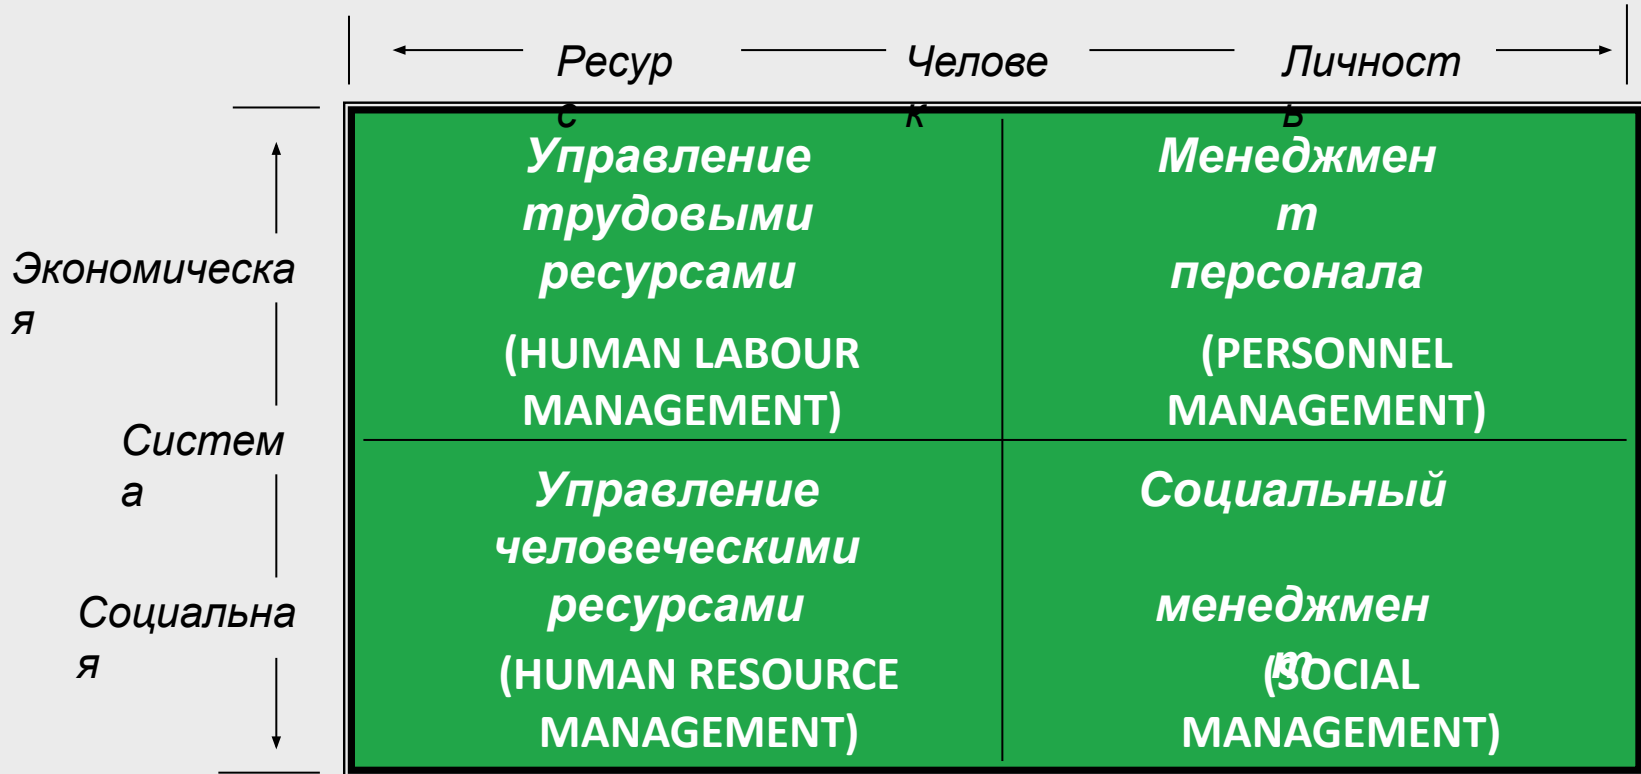 Ресур
с
Челове
к
Личност
ь
Экономическа
я
Систем
а
Социальна
я
Управление
трудовыми
ресурсами
(HUMAN LABOUR
MANAGEMENT)
Менеджмен
т
персонала
(PERSONNEL
MANAGEMENT)
Управление
человеческими
ресурсами
(HUMAN RESOURCE
MANAGEMENT)
Социальный
менеджмен
т
(SOCIAL
MANAGEMENT)